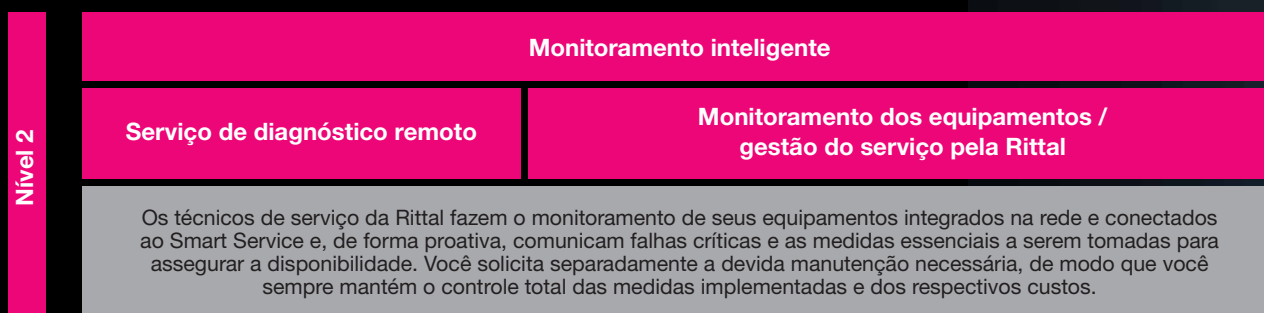 Nível 2
Monitoramento inteligente
Serviço de diagnóstico remoto
Monitoramento dos equipamentos /
gestão do serviço pela Rittal
Os técnicos de serviço da Rittal fazem o monitoramento de seus equipamentos integrados na rede e conectados
ao Smart Service e, de forma proativa, comunicam falhas críticas e as medidas essenciais a serem tomadas para
assegurar a disponibilidade. Você solicita separadamente a devida manutenção necessária, de modo que você
sempre mantém o controle total das medidas implementadas e dos respectivos custos.